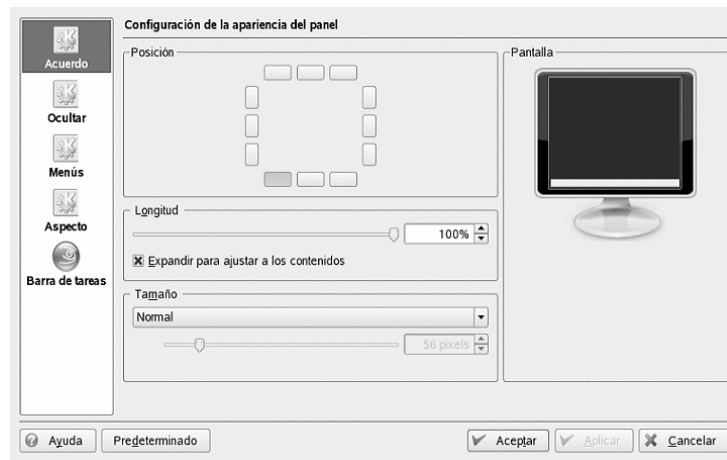 Configuración de la apariencia del panel
Acuerdo
Ocultar
Menús
Aspecto
Barra de tareas
Posición
Pantalla
Longitud
100%
Expandir para ajustar a los contenidos
Tamaño
Normal
56 pixels
Ayuda
Predeterminado
Aceptar
Aplicar
Cancelar